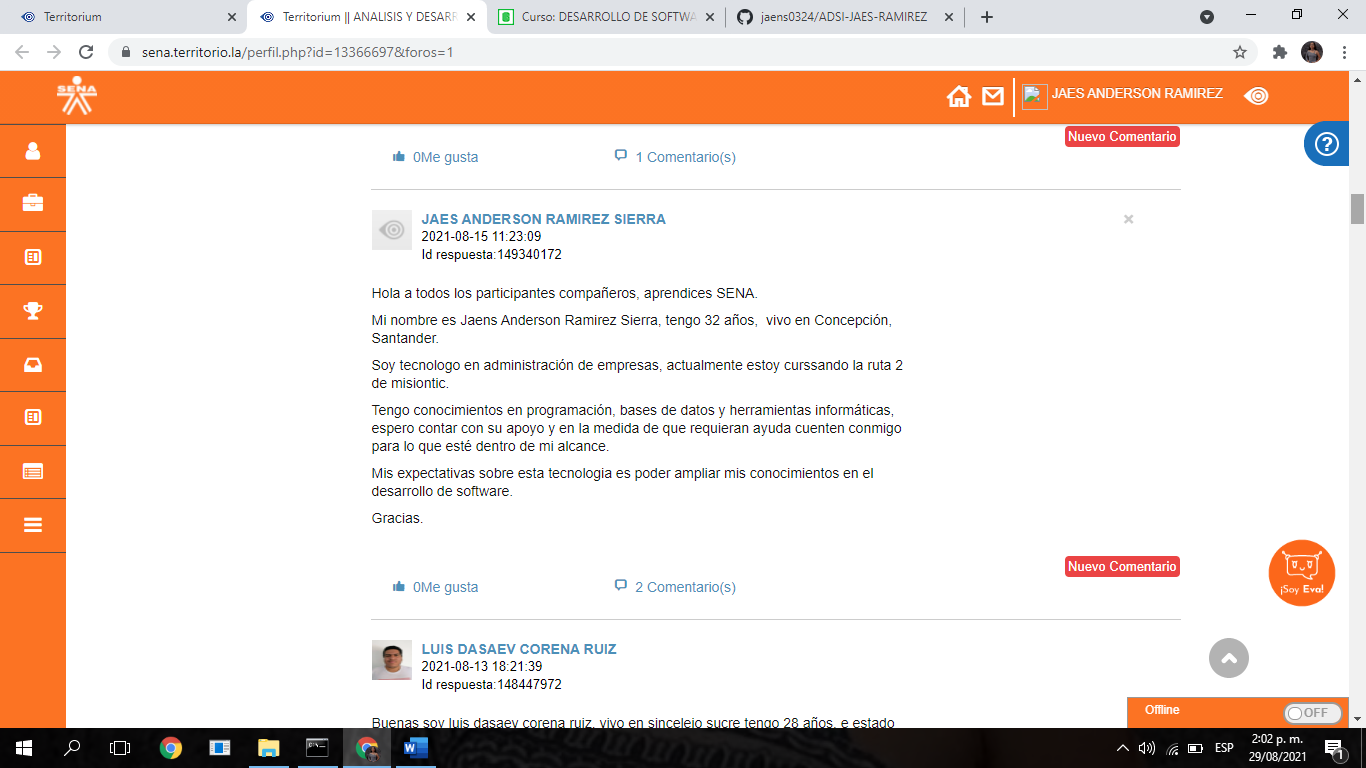 Territorium
Territorium || ANALISIS Y DESARR
Curso: DESARROLLO DE SOFTWA
jaens0324/ADSI-JAES-RAMIREZ
sena.territorio.la/perfil.php?id=13366697&foros=1
SENA
JAES ANDERSON RAMIREZ
Nuevo Comentario
0Me gusta
1 Comentario(s)
JAES ANDERSON RAMIREZ SIERRA
2021-08-15 11:23:09
Id respuesta:149340172
Hola a todos los participantes compañeros, aprendices SENA.
Mi nombre es Jaens Anderson Ramirez Sierra, tengo 32 años,  vivo en Concepción,
Santander.
Soy tecnologo en administración de empresas, actualmente estoy curssando la ruta 2
de misiontic.
Tengo conocimientos en programación, bases de datos y herramientas informáticas,
espero contar con su apoyo y en la medida de que requieran ayuda cuenten conmigo
para lo que esté dentro de mi alcance.
Mis expectativas sobre esta tecnologia es poder ampliar mis conocimientos en el
desarrollo de software.
Gracias.
Nuevo Comentario
0Me gusta
2 Comentario(s)
¡Soy Eva!
LUIS DASAEV CORENA RUIZ
2021-08-13 18:21:39
Id respuesta:148447972
Buenas soy luis dasaev corena ruiz, vivo en sincelejo sucre tengo 28 años, e estado
Offline
OFF
ESP
2:02 p. m.
29/08/2021
1